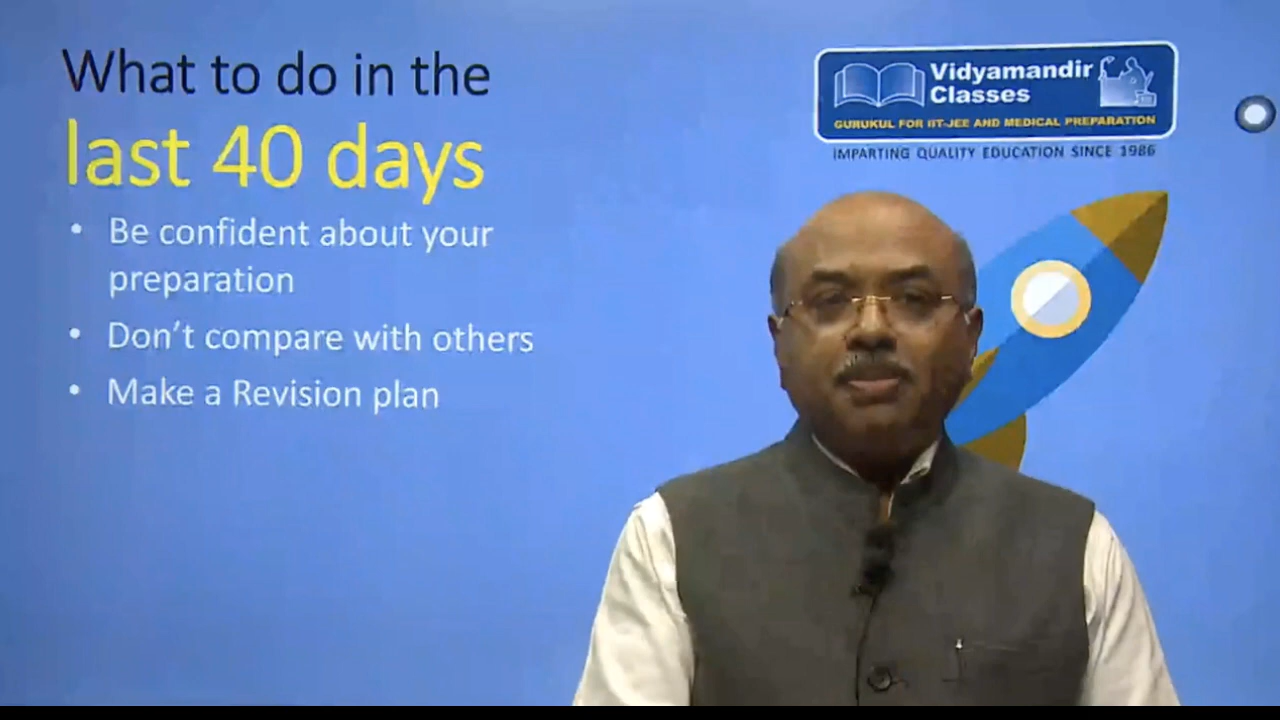 What to do in the
last 40 days
• Be confident about your
preparation
• Don't compare with others
• Make a Revision plan
Vidyamandir
Classes
GURUKUL FOR IIT-JEE AND MEDICAL PREPARATION
IMPARTING QUALITY EDUCATION SINCE 1986